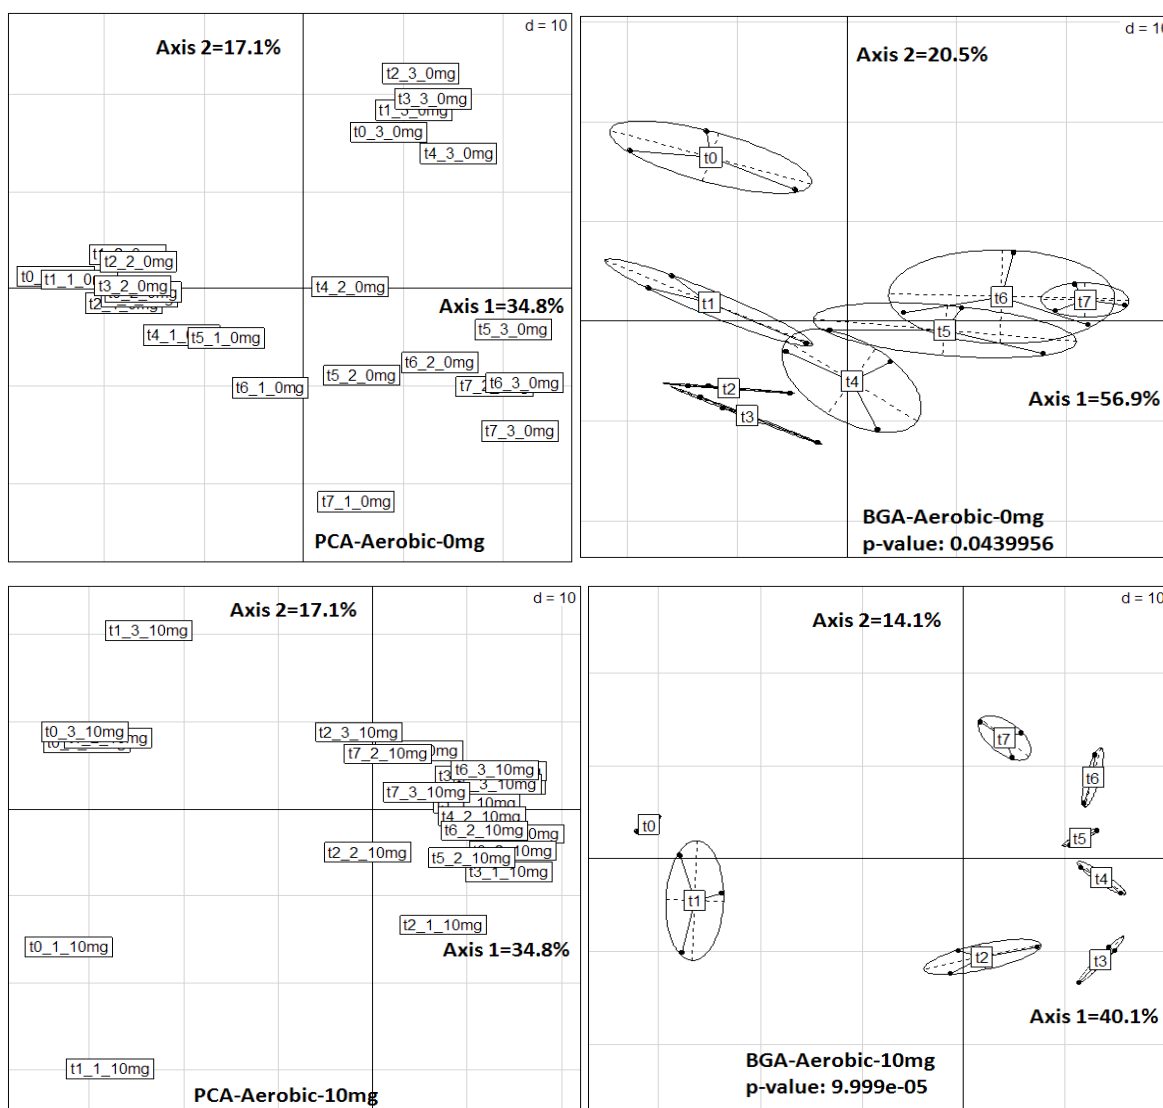 d = 10
Axis 2=17.1%
t2_3_0mg
t3_3_0mg
t0_3_0mg
t4_3_0mg
t2_2_0mg
t1_1_0
t3_2_0mg
t4_2_0mg
Axis 1=34.8%
t5_3_0mg
t4_1_0
t5_1_0mg
t6_2_0mg
t5_2_0mg
t6_1_0mg
t7_2
t6_3_0mg
t7_3_0mg
t7_1_0mg
PCA-Aerobic-0mg
d = 10
Axis 2=20.5%
t0
t1
t6
t7
t5
t4
t2
t3
Axis 1=56.9%
BGA-Aerobic-0mg
p-value: 0.0439956
d = 10
Axis 2=17.1%
t1_3_10mg
t0_3_10mg
t2_3_10mg
t7_2_10mg
t6_3_10mg
t7_3_10mg
t4_2_10mg
t6_2_10mg
t2_2_10mg
t5_2_10mg
t3_1_10mg
t2_1_10mg
t0_1_10mg
Axis 1=34.8%
t1_1_10mg
PCA-Aerobic-10mg
d = 10
Axis 2=14.1%
t7
t6
t0
t5
t4
t1
t2
t3
Axis 1=40.1%
BGA-Aerobic-10mg
p-value: 9.999e-05